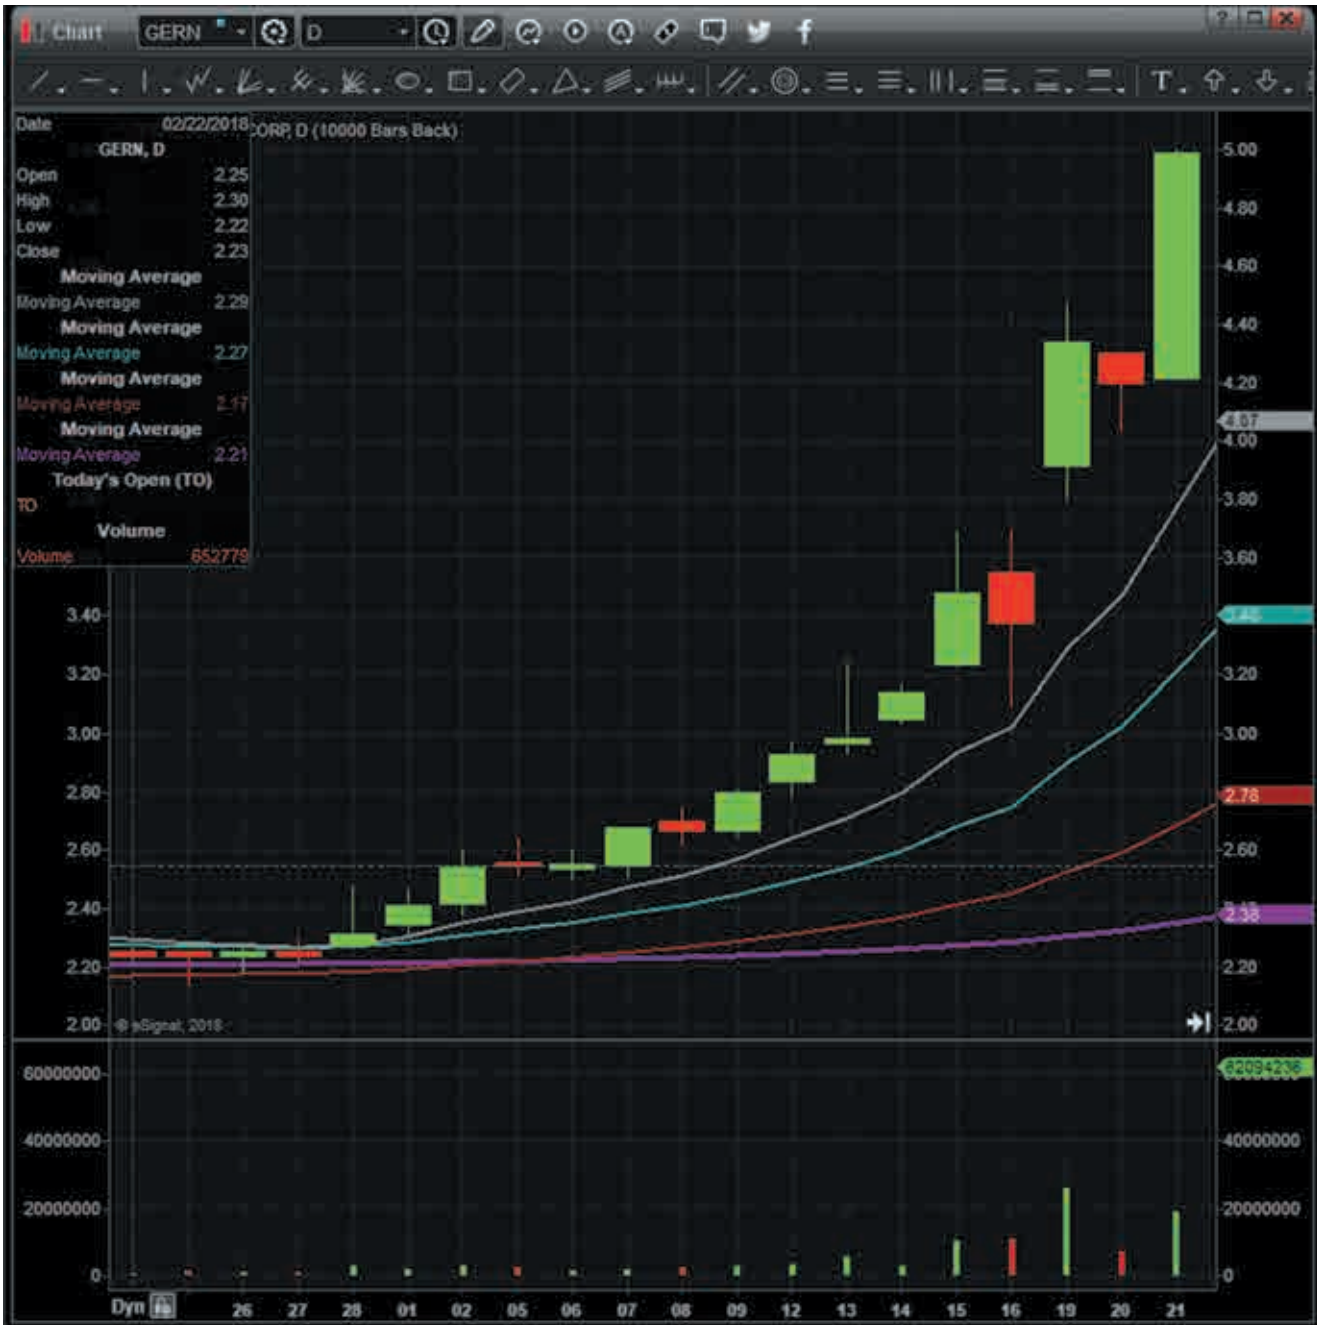 Chart GERN D
Date 02/22/2018 CORP, D (10000 Bars Back)
GERN, D
Open 2.25
High 2.30
Low 2.22
Close 2.23
Moving Average
Moving Average 2.29
Moving Average
Moving Average 2.27
Moving Average
Moving Average 2.17
Moving Average
Moving Average 2.21
Today's Open (TO)
TO
Volume
Volume 652779
5.00
4.80
4.60
4.40
4.20
4.07
4.00
3.80
3.60
3.40
3.20 3.20
3.00 3.00
2.80 2.78
2.60 2.60
2.40
2.38
2.20 2.20
2.00 © eSignal, 2018 2.00
60000000 62094236
40000000 40000000
20000000 20000000
0 0
Dyn 26 27 28 01 02 05 06 07 08 09 12 13 14 15 16 19 20 21